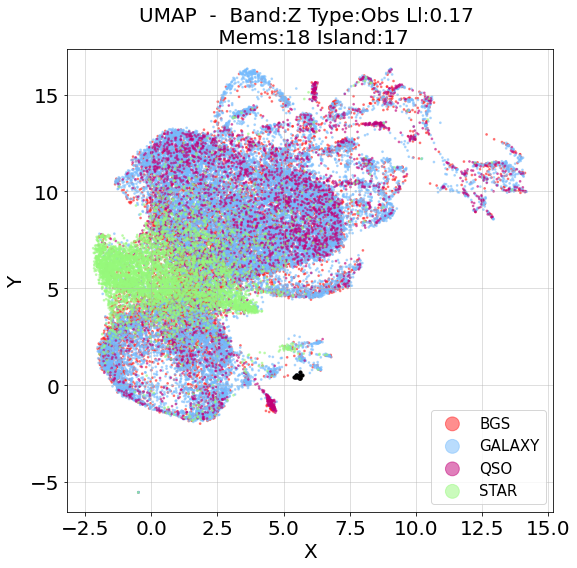 UMAP  -  Band:Z Type:Obs Ll:0.17
Mems:18 Island:17
15
10
5
0
−5
Y
−2.5 0.0 2.5 5.0 7.5 10.0 12.5 15.0
X
BGS
GALAXY
QSO
STAR